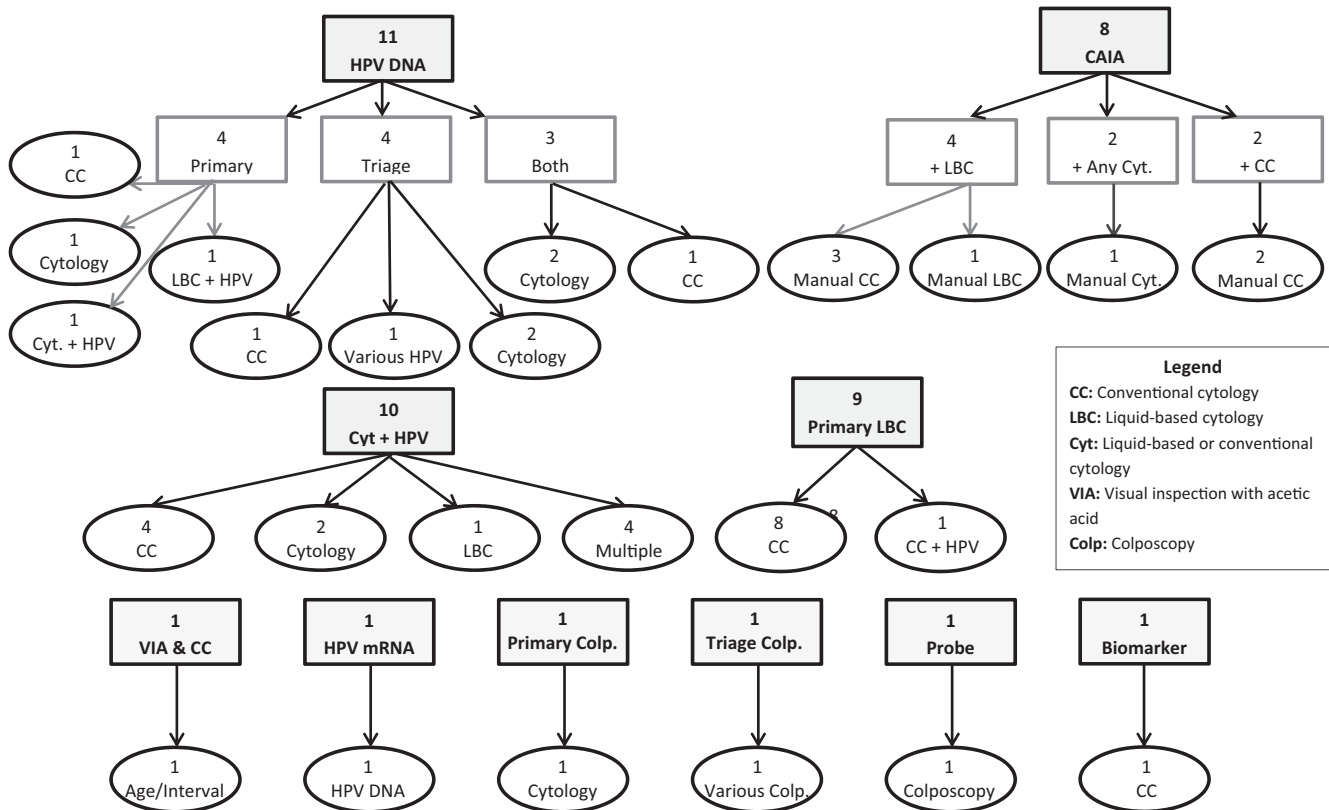 11
HPV DNA
8
CAIA
4
Primary
4
Triage
3
Both
4
+ LBC
2
+ Any Cyt.
2
+ CC
1
CC
1
Cytology
1
LBC + HPV
1
Cyt. + HPV
1
CC
1
Various HPV
2
Cytology
2
Cytology
1
CC
3
Manual CC
1
Manual LBC
1
Manual Cyt.
2
Manual CC
Legend
CC: Conventional cytology
LBC: Liquid-based cytology
Cyt: Liquid-based or conventional
cytology
VIA: Visual inspection with acetic
acid
Colp: Colposcopy
10
Cyt + HPV
9
Primary LBC
4
CC
2
Cytology
1
LBC
4
Multiple
8
CC
8
1
CC + HPV
1
VIA & CC
1
HPV mRNA
1
Primary Colp.
1
Triage Colp.
1
Probe
1
Biomarker
1
Age/Interval
1
HPV DNA
1
Cytology
1
Various Colp.
1
Colposcopy
1
CC